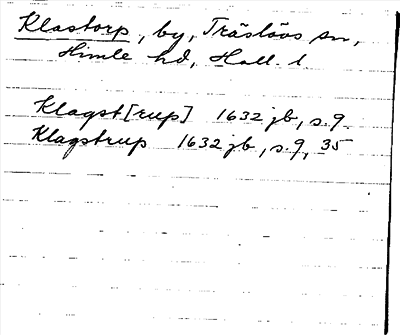 Klastorp, by, Träslövs sn,
Himle hd, Hall. l
Klagst[rup] 1632 jb, s. 9.
Klagstrup 1632 jb, s. 9, 35